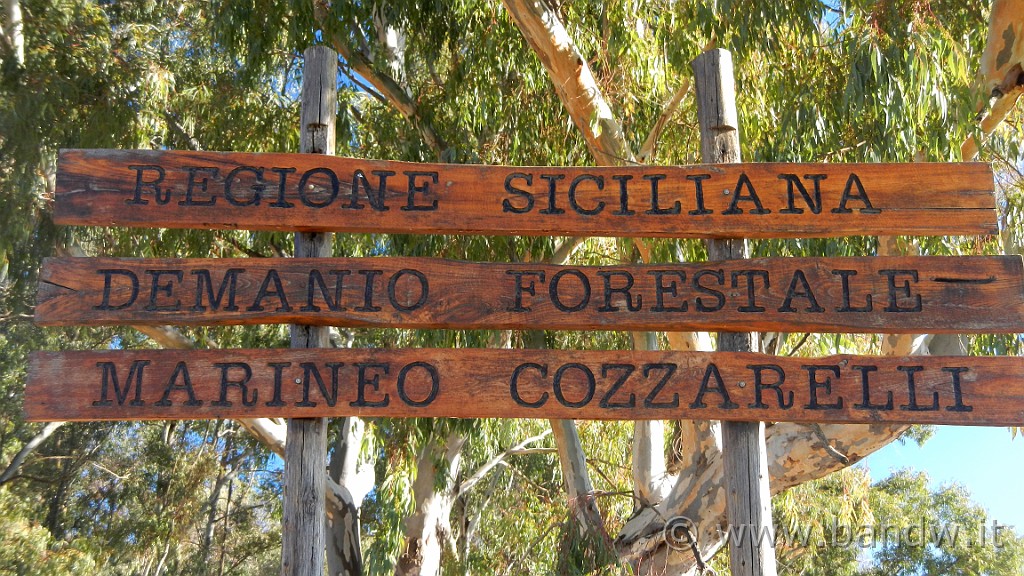 REGIONE SICILIANA
DEMANIO FORESTALE
MARINEO COZZARELLI
© www.bandw.it